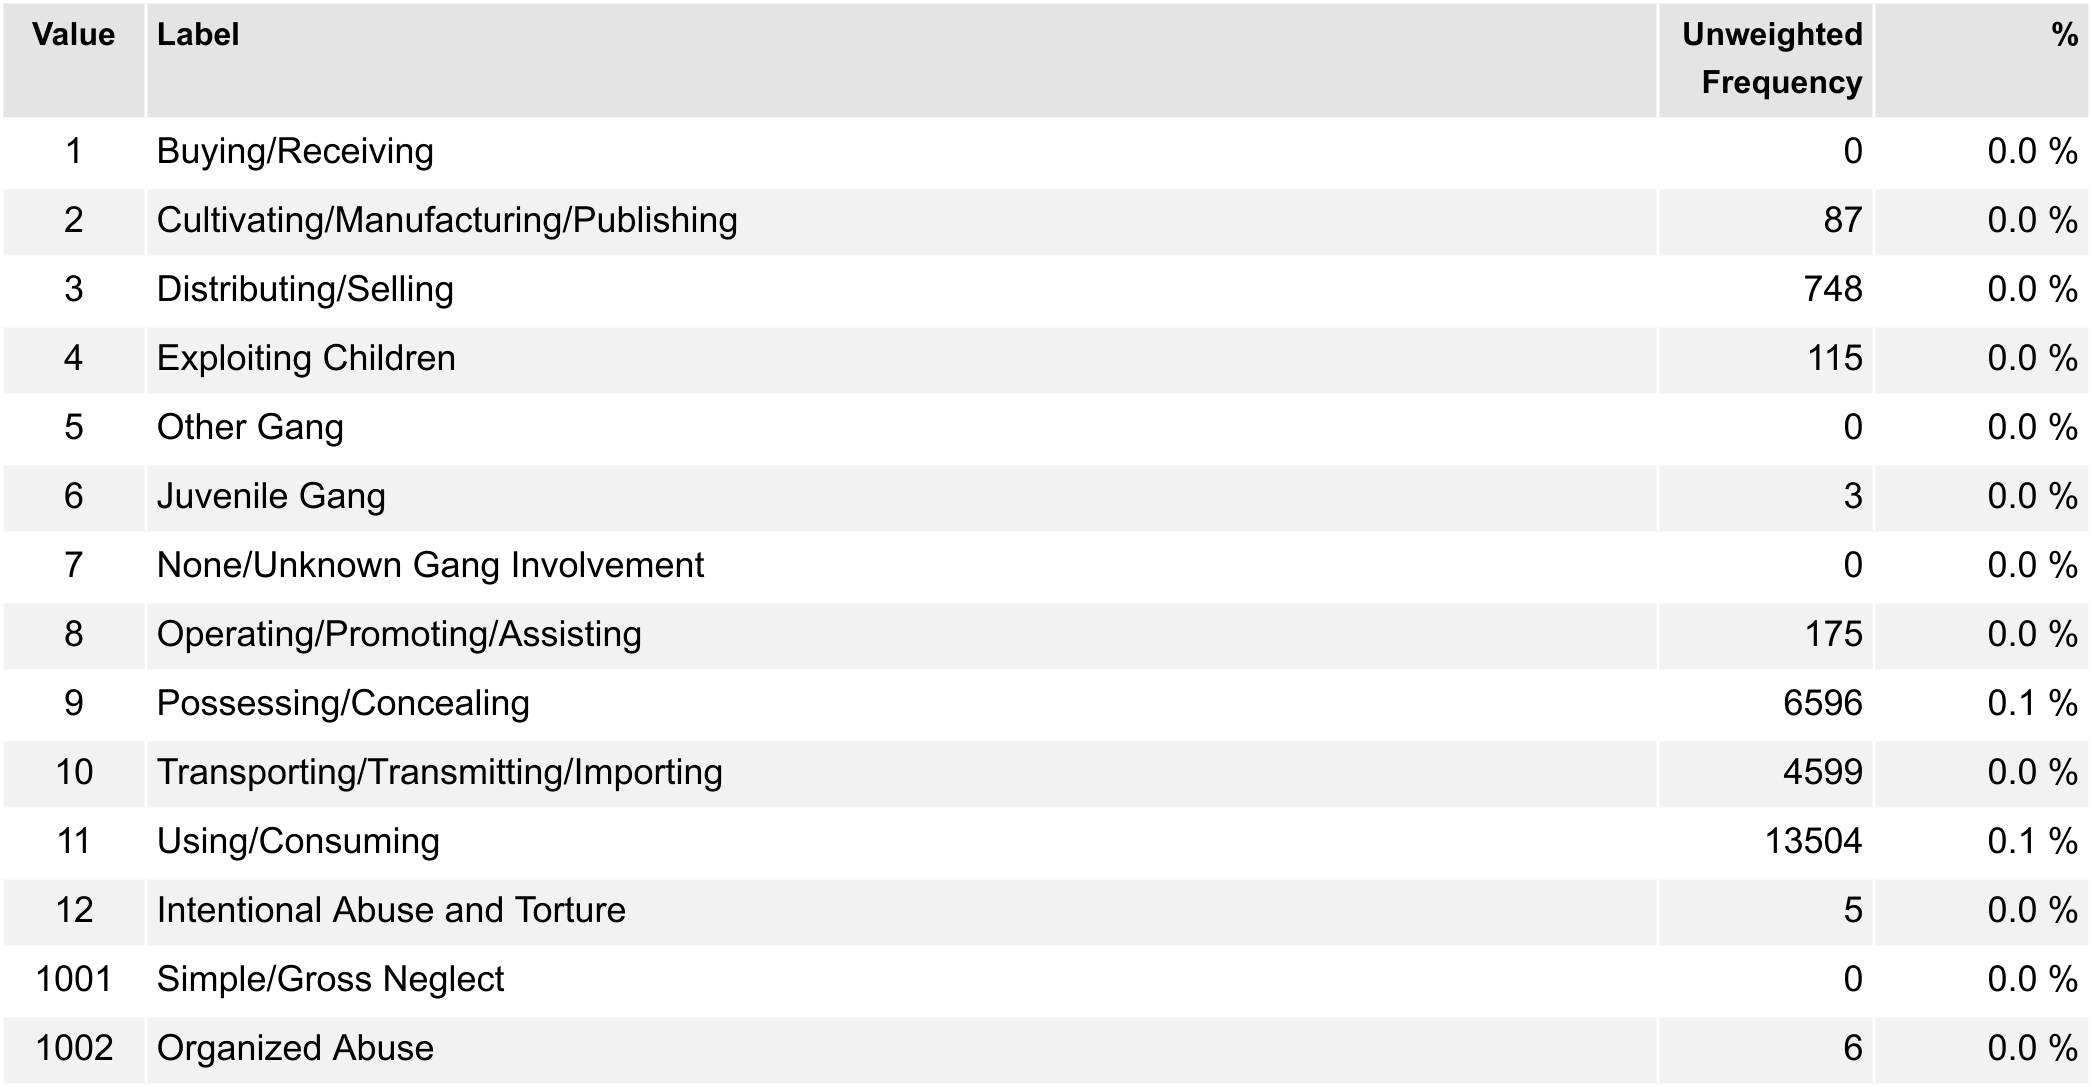 Value Label Unweighted Frequency %
1 Buying/Receiving 0 0.0 %
2 Cultivating/Manufacturing/Publishing 87 0.0 %
3 Distributing/Selling 748 0.0 %
4 Exploiting Children 115 0.0 %
5 Other Gang 0 0.0 %
6 Juvenile Gang 3 0.0 %
7 None/Unknown Gang Involvement 0 0.0 %
8 Operating/Promoting/Assisting 175 0.0 %
9 Possessing/Concealing 6596 0.1 %
10 Transporting/Transmitting/Importing 4599 0.0 %
11 Using/Consuming 13504 0.1 %
12 Intentional Abuse and Torture 5 0.0 %
1001 Simple/Gross Neglect 0 0.0 %
1002 Organized Abuse 6 0.0 %